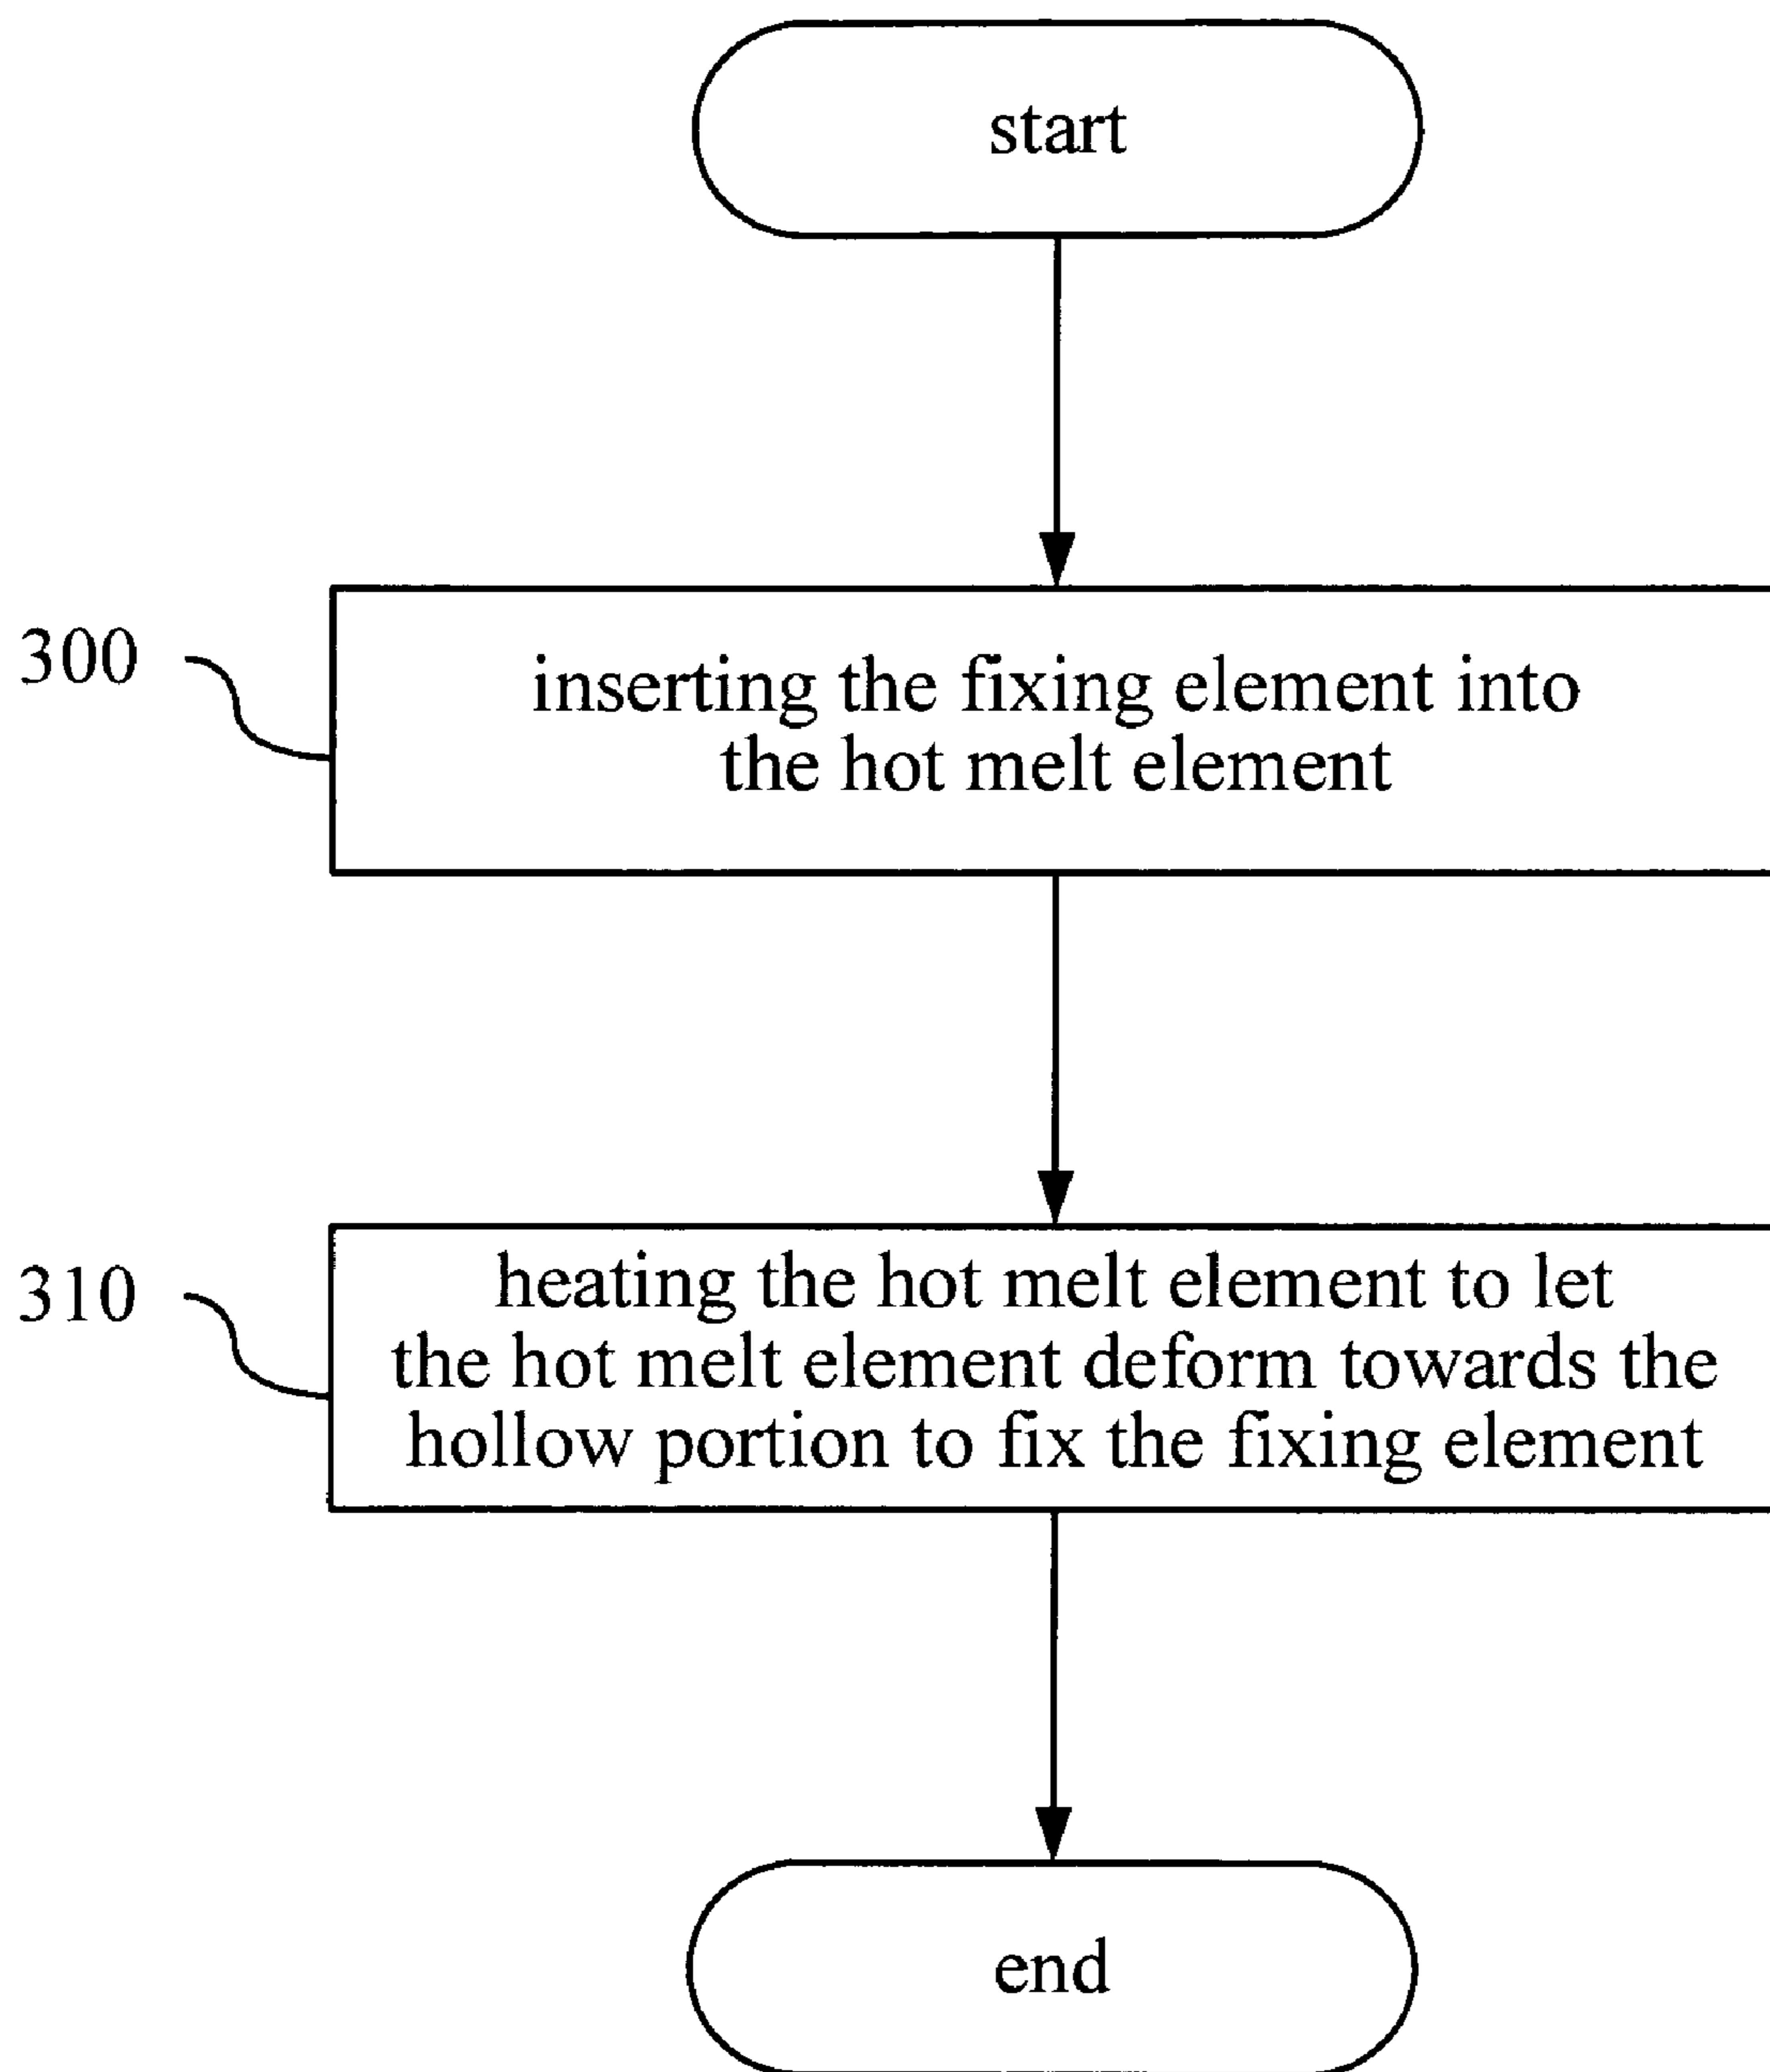 start
300
inserting the fixing element into
the hot melt element
310
heating the hot melt element to let
the hot melt element deform towards the
hollow portion to fix the fixing element
end